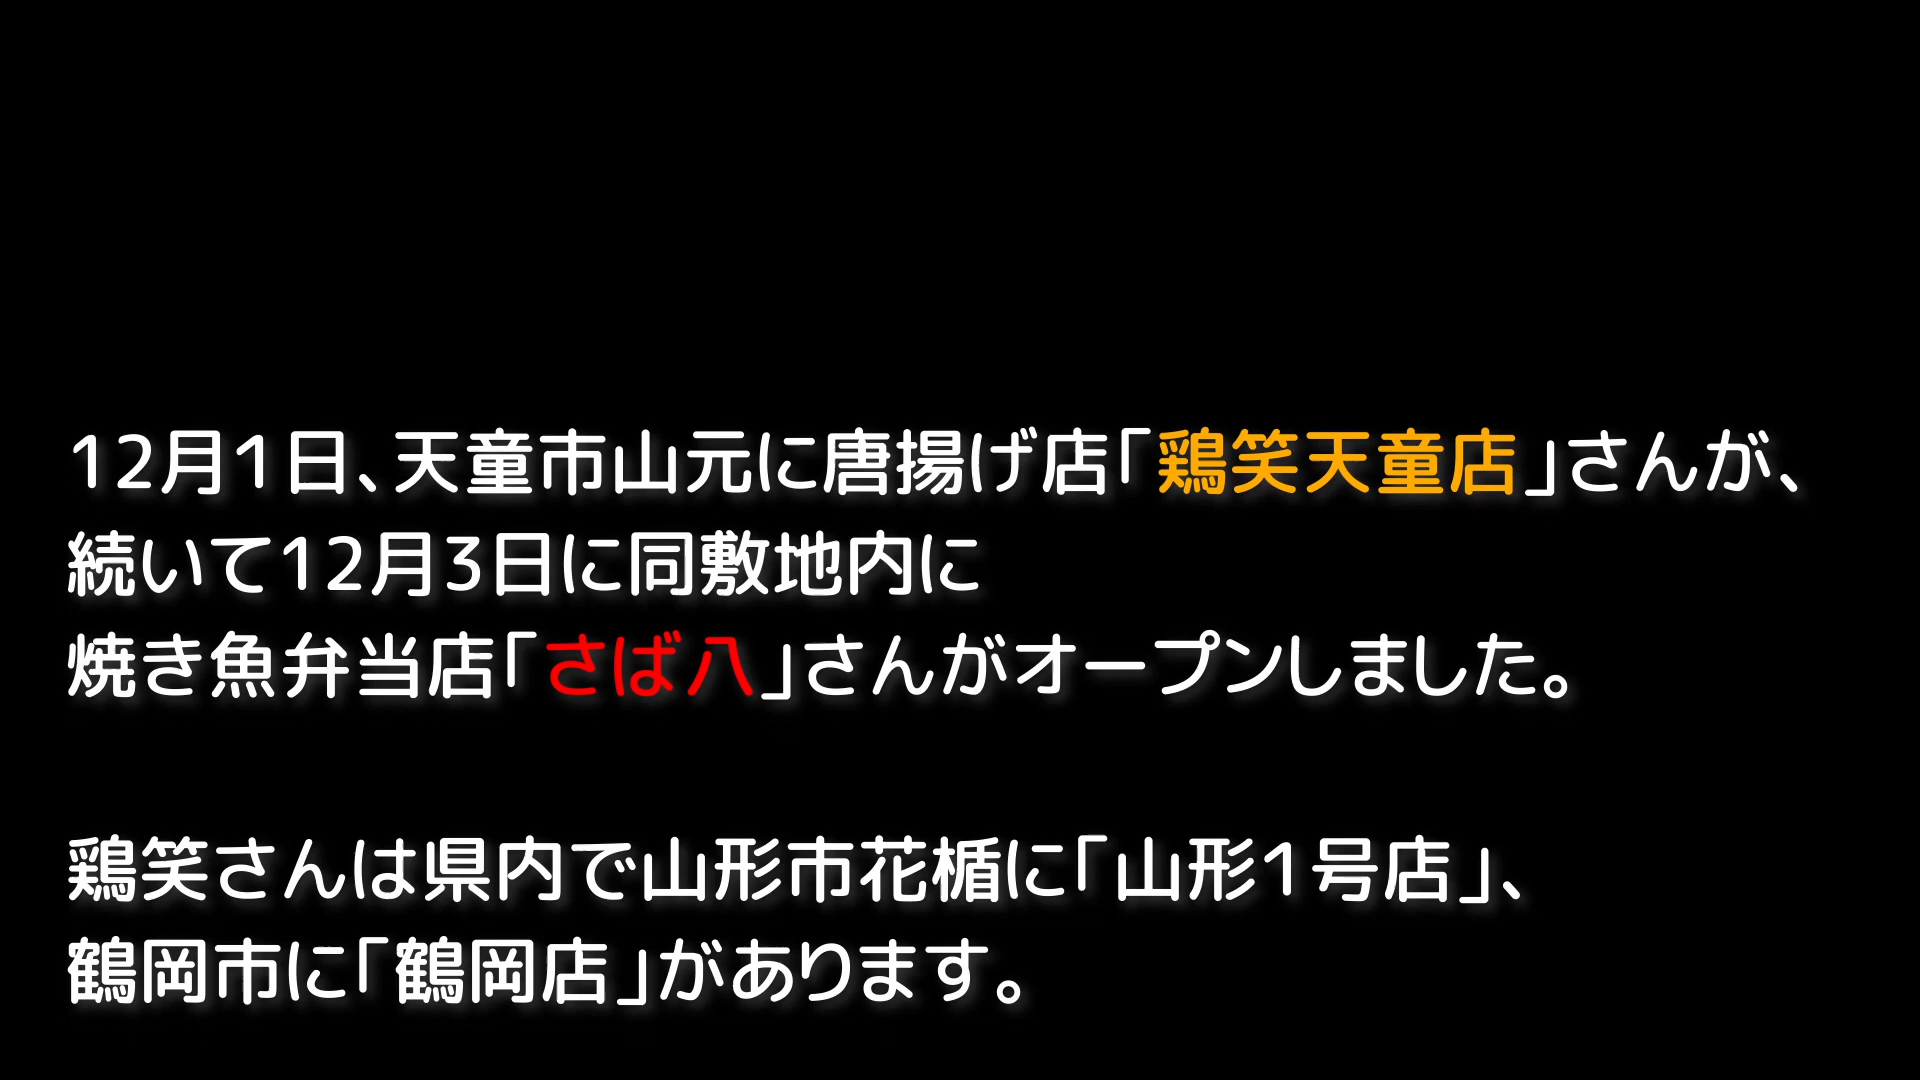 12月1日、天童市山元に唐揚げ店「鶏笑天童店」さんが、
続いて12月3日に同敷地内に
焼き魚弁当店「さば八」さんがオープンしました。
鶏笑さんは県内で山形市花楯に「山形1号店」、
鶴岡市に「鶴岡店」があります。